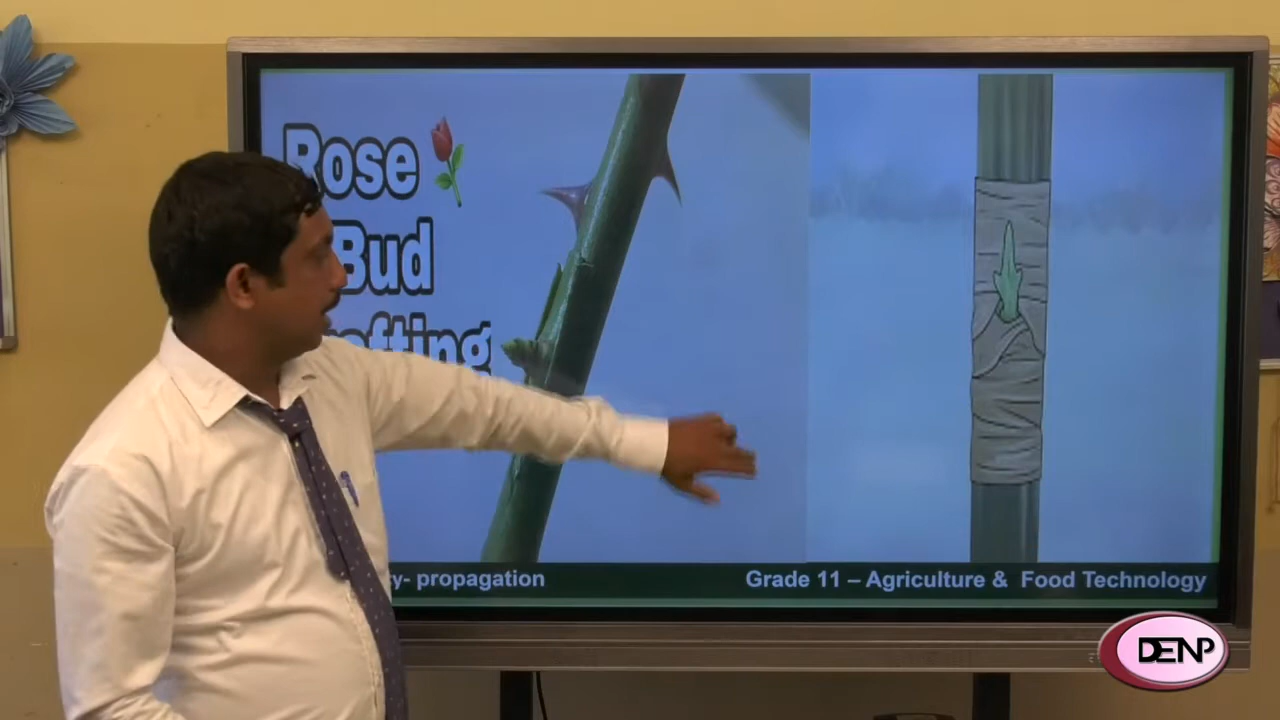 Rose
Bud
propagation
Grade 11 – Agriculture & Food Technology
DENP